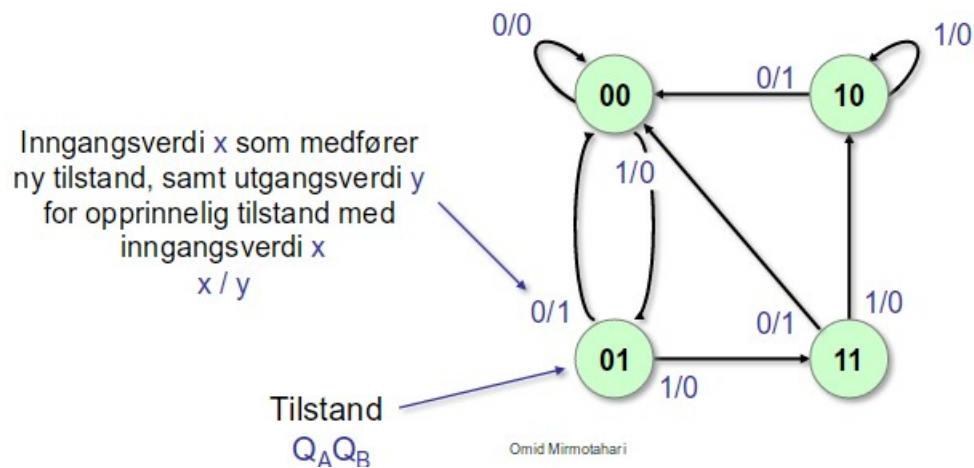 0/0
1/0
00
0/1
10
Inngangsverdi x som medfører
ny tilstand, samt utgangsverdi y
for opprinnelig tilstand med
inngangsverdi x
x / y
1/0
0/1
0/1
1/0
01
1/0
11
Tilstand
QAQB
Omid Mirmotahari